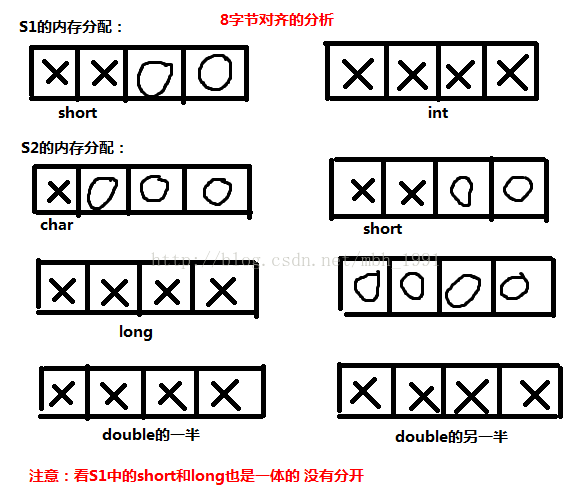 8字节对齐的分析
S1的内存分配：
short
int
S2的内存分配：
char
short
http://blog.csdn.net/mbh_1991
long
double的一半
double的另一半
注意：看S1中的short和long也是一体的 没有分开